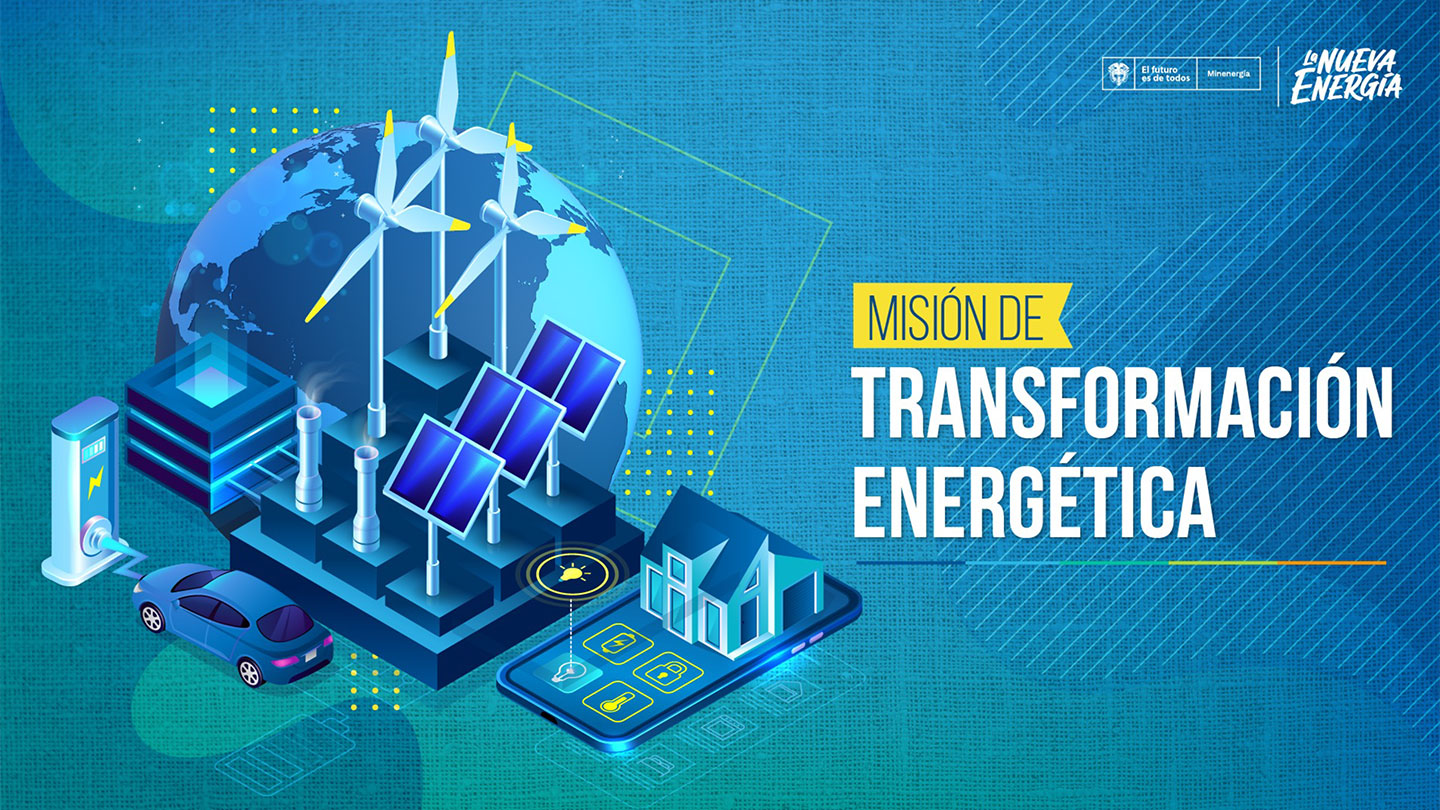 El futuro
es de todos
Minenergía
La NUEVA
ENERGÍA
MISIÓN DE
TRANSFORMACIÓN
ENERGÉTICA